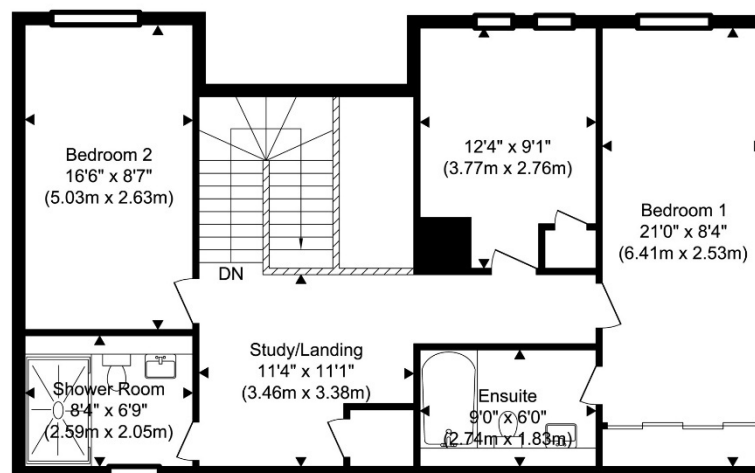 Bedroom 2
16'6" x 8'7"
(5.03m x 2.63m)
12'4" x 9'1"
(3.77m x 2.76m)
Bedroom 1
21'0" x 8'4"
(6.41m x 2.53m)
DN
Study/Landing
11'4" x 11'1"
(3.46m x 3.38m)
Shower Room
8'4" x 6'9"
(2.59m x 2.05m)
Ensuite
9'0" x 6'0"
(2.74m x 1.83m)